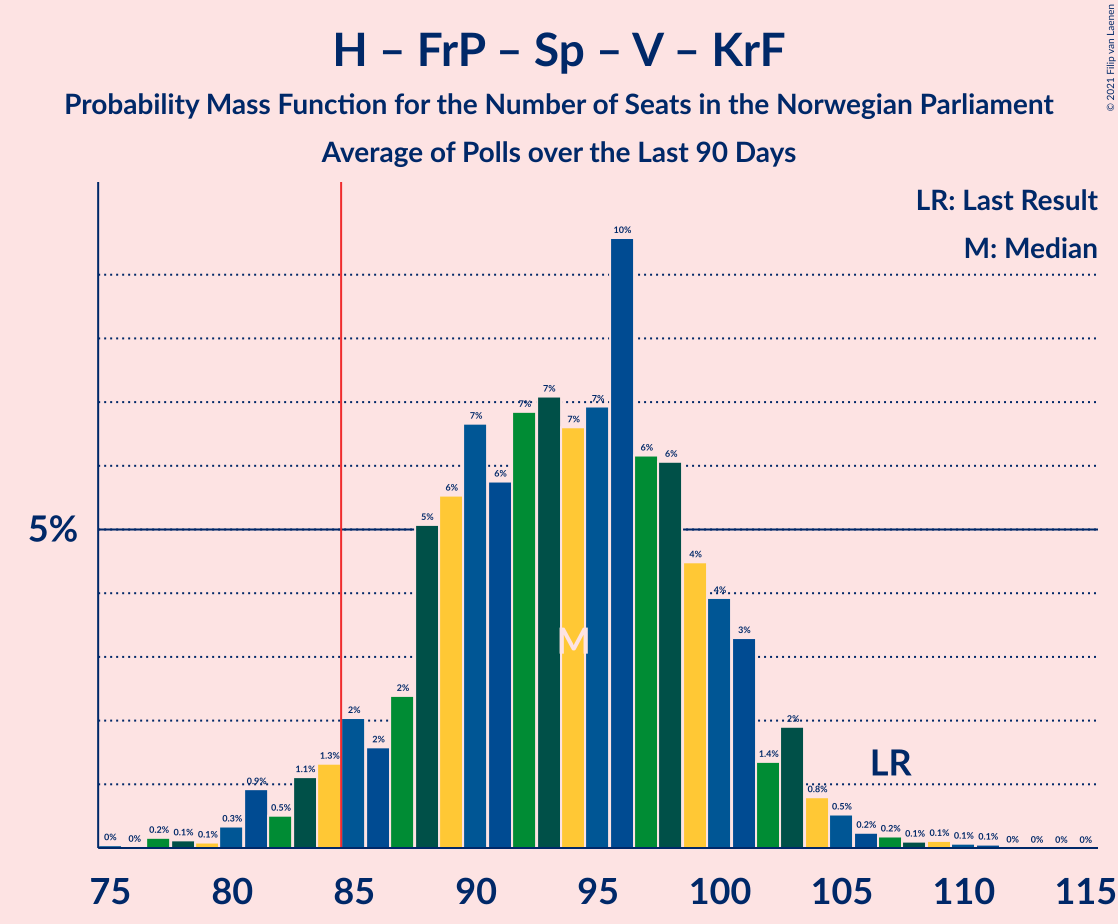 H – FrP – Sp – V – KrF
Probability Mass Function for the Number of Seats in the Norwegian Parliament
Average of Polls over the Last 90 Days
© 2021 Filip van Laenen
LR: Last Result
M: Median
5%
0% 0% 0.2% 0.1% 0.1% 0.3% 0.9% 0.5% 1.1% 1.3% 2% 2% 2% 5% 6% 7% 6% 7% 7% 7% 7% 10% 6% 6% 4% 4% 3% 1.4% 2% 0.8% 0.5% 0.2% 0.2% 0.1% 0.1% 0.1% 0.1% 0% 0% 0% 0%
M
LR
75 80 85 90 95 100 105 110 115